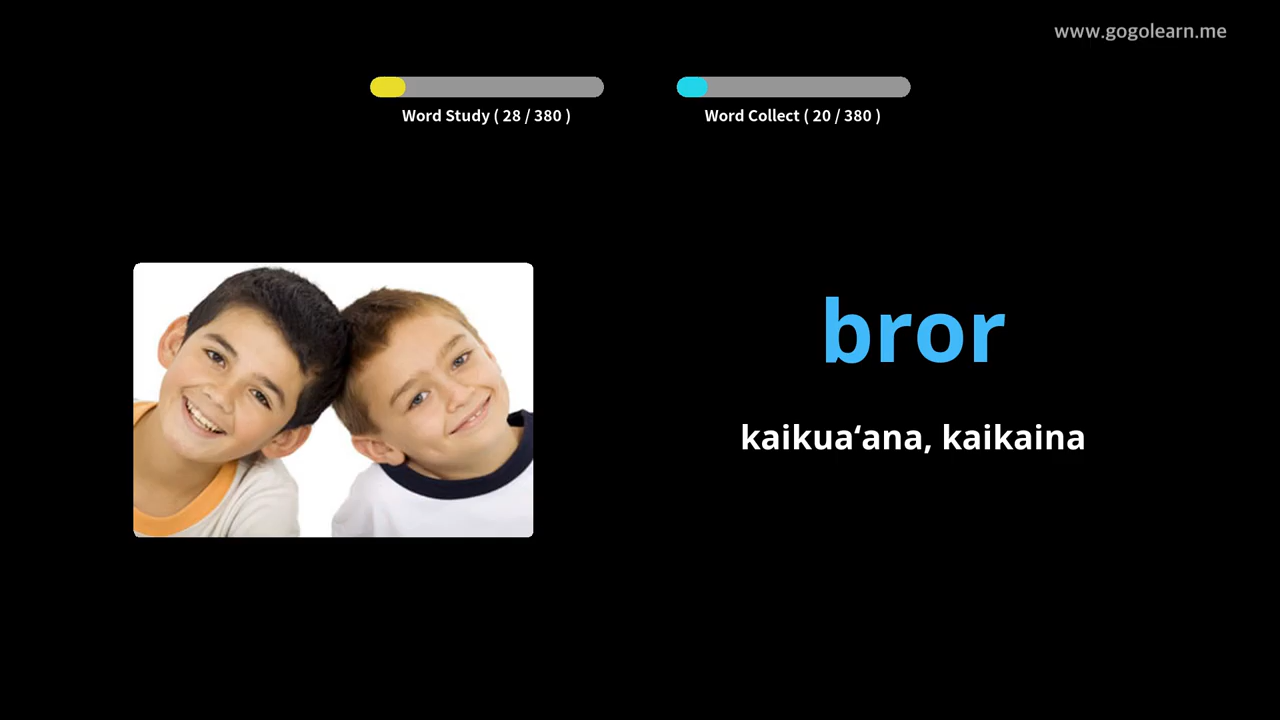 www.gogolearn.me
Word Study ( 28 / 380 )
Word Collect ( 20 / 380 )
bror
kaikuaʻana, kaikaina